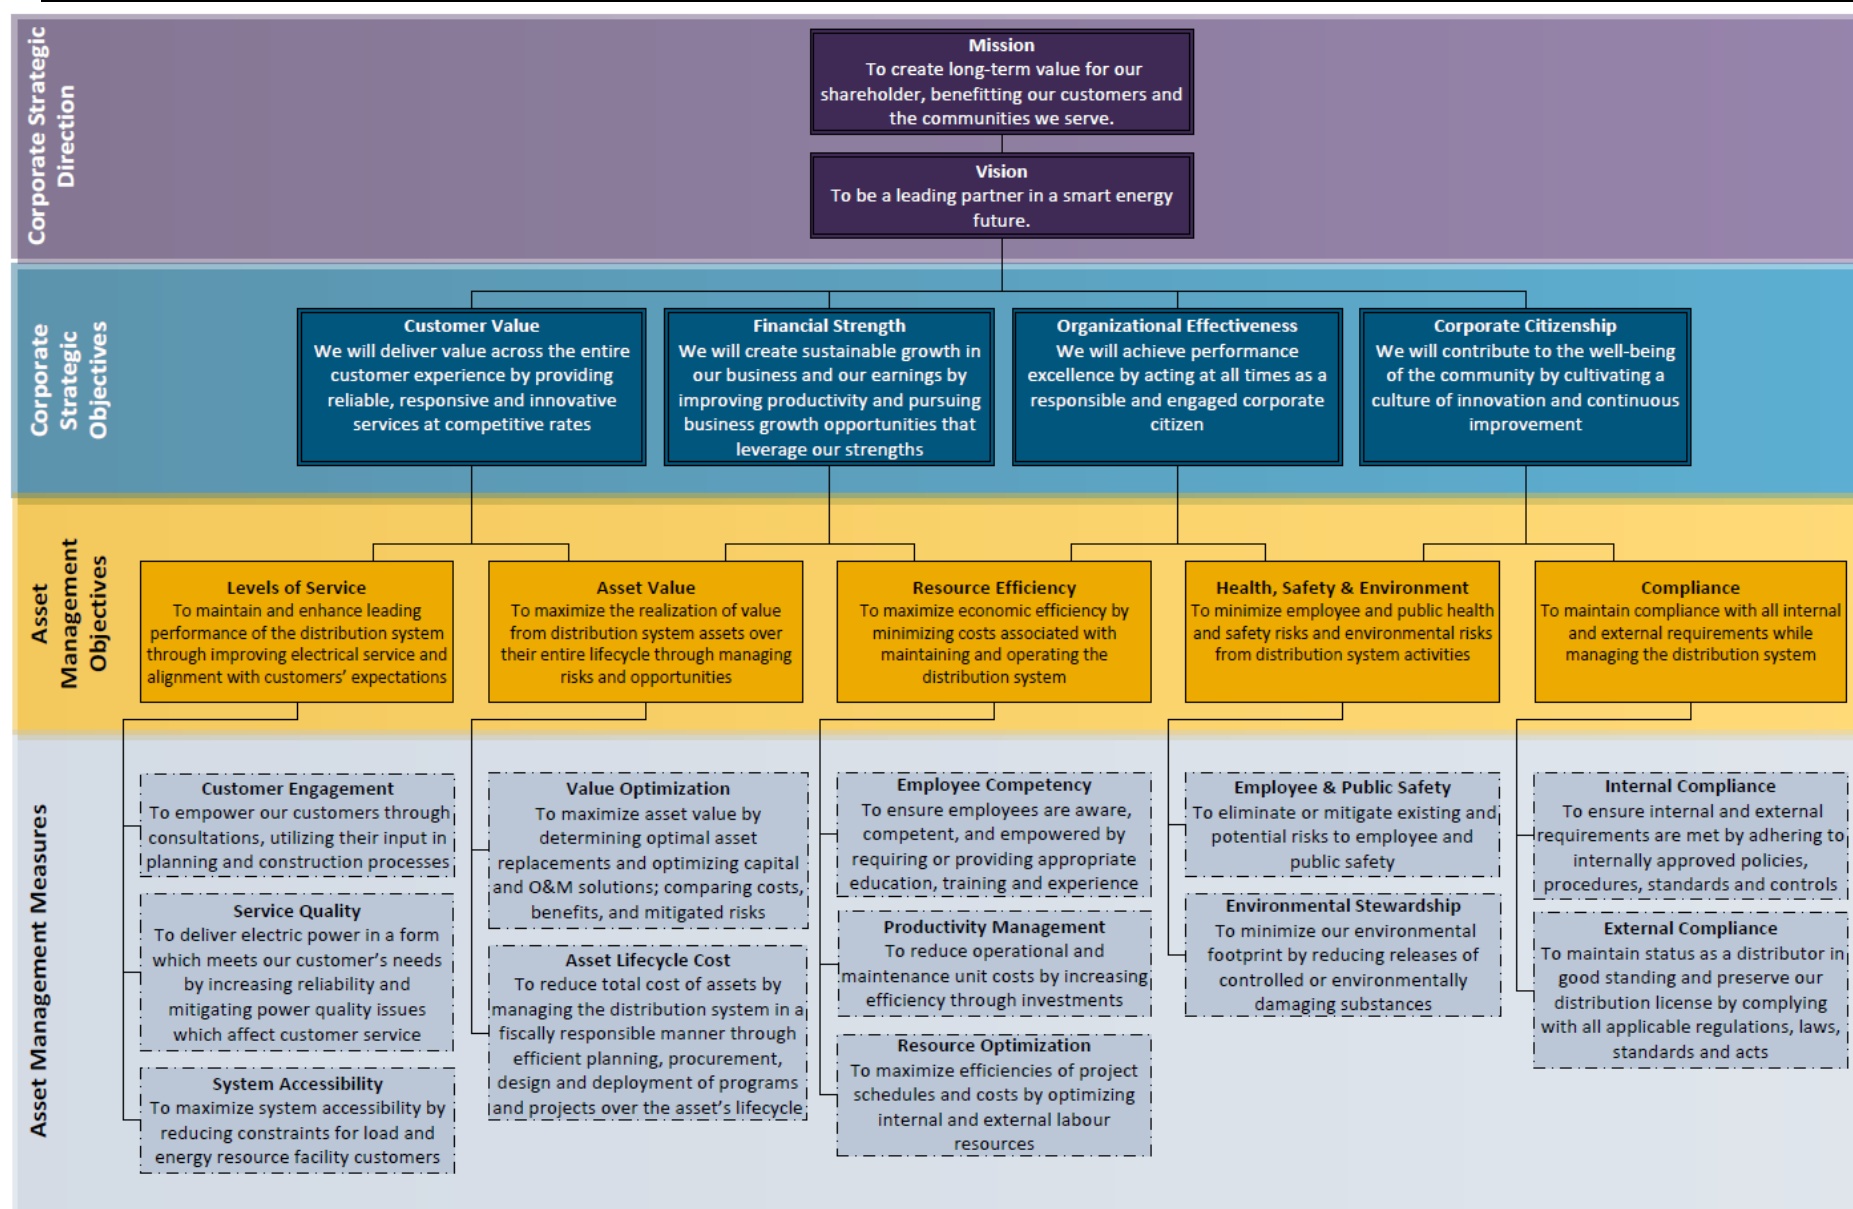 Corporate Strategic
Direction
Mission
To create long-term value for our
shareholder, benefitting our customers and
the communities we serve.
Vision
To be a leading partner in a smart energy
future.
Corporate
Strategic
Objectives
Customer Value
We will deliver value across the entire
customer experience by providing
reliable, responsive and innovative
services at competitive rates
Financial Strength
We will create sustainable growth in
our business and our earnings by
improving productivity and pursuing
business growth opportunities that
leverage our strengths
Organizational Effectiveness
We will achieve performance
excellence by acting at all times as a
responsible and engaged corporate
citizen
Corporate Citizenship
We will contribute to the well-being
of the community by cultivating a
culture of innovation and continuous
improvement
Asset
Management
Objectives
Levels of Service
To maintain and enhance leading
performance of the distribution system
through improving electrical service and
alignment with customers' expectations
Asset Value
To maximize the realization of value
from distribution system assets over
their entire lifecycle through managing
risks and opportunities
Resource Efficiency
To maximize economic efficiency by
minimizing costs associated with
maintaining and operating the
distribution system
Health, Safety & Environment
To minimize employee and public health
and safety risks and environmental risks
from distribution system activities
Compliance
To maintain compliance with all internal
and external requirements while
managing the distribution system
Asset Management Measures
Customer Engagement
To empower our customers through
consultations, utilizing their input in
planning and construction processes
Service Quality
To deliver electric power in a form
which meets our customer's needs
by increasing reliability and
mitigating power quality issues
which affect customer service
System Accessibility
To maximize system accessibility by
reducing constraints for load and
energy resource facility customers
Value Optimization
To maximize asset value by
determining optimal asset
replacements and optimizing capital
and O&M solutions; comparing costs,
benefits, and mitigated risks
Asset Lifecycle Cost
To reduce total cost of assets by
managing the distribution system in a
fiscally responsible manner through
efficient planning, procurement,
design and deployment of programs
and projects over the asset's lifecycle
Employee Competency
To ensure employees are aware,
competent, and empowered by
requiring or providing appropriate
education, training and experience
Productivity Management
To reduce operational and
maintenance unit costs by increasing
efficiency through investments
Resource Optimization
To maximize efficiencies of project
schedules and costs by optimizing
internal and external labour
resources
Employee & Public Safety
To eliminate or mitigate existing and
potential risks to employee and
public safety
Environmental Stewardship
To minimize our environmental
footprint by reducing releases of
controlled or environmentally
damaging substances
Internal Compliance
To ensure internal and external
requirements are met by adhering to
internally approved policies,
procedures, standards and controls
External Compliance
To maintain status as a distributor in
good standing and preserve our
distribution license by complying
with all applicable regulations, laws,
standards and acts